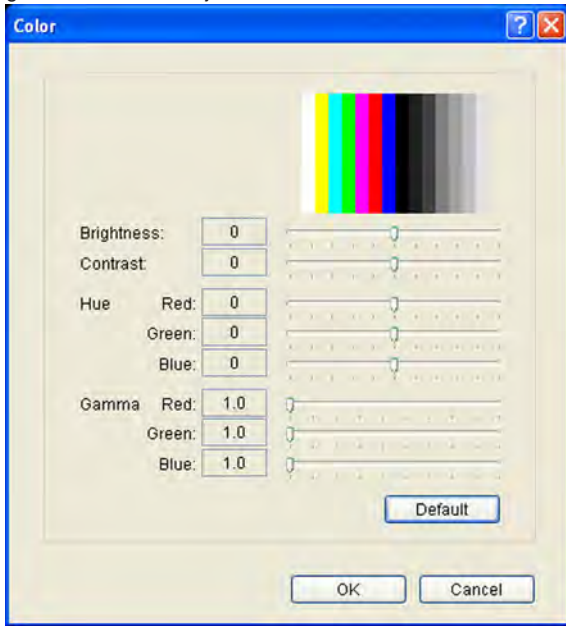 Color
Brightness: 0
Contrast: 0
Hue Red: 0
Green: 0
Blue: 0
Gamma Red: 1.0
Green: 1.0
Blue: 1.0
Default
OK Cancel